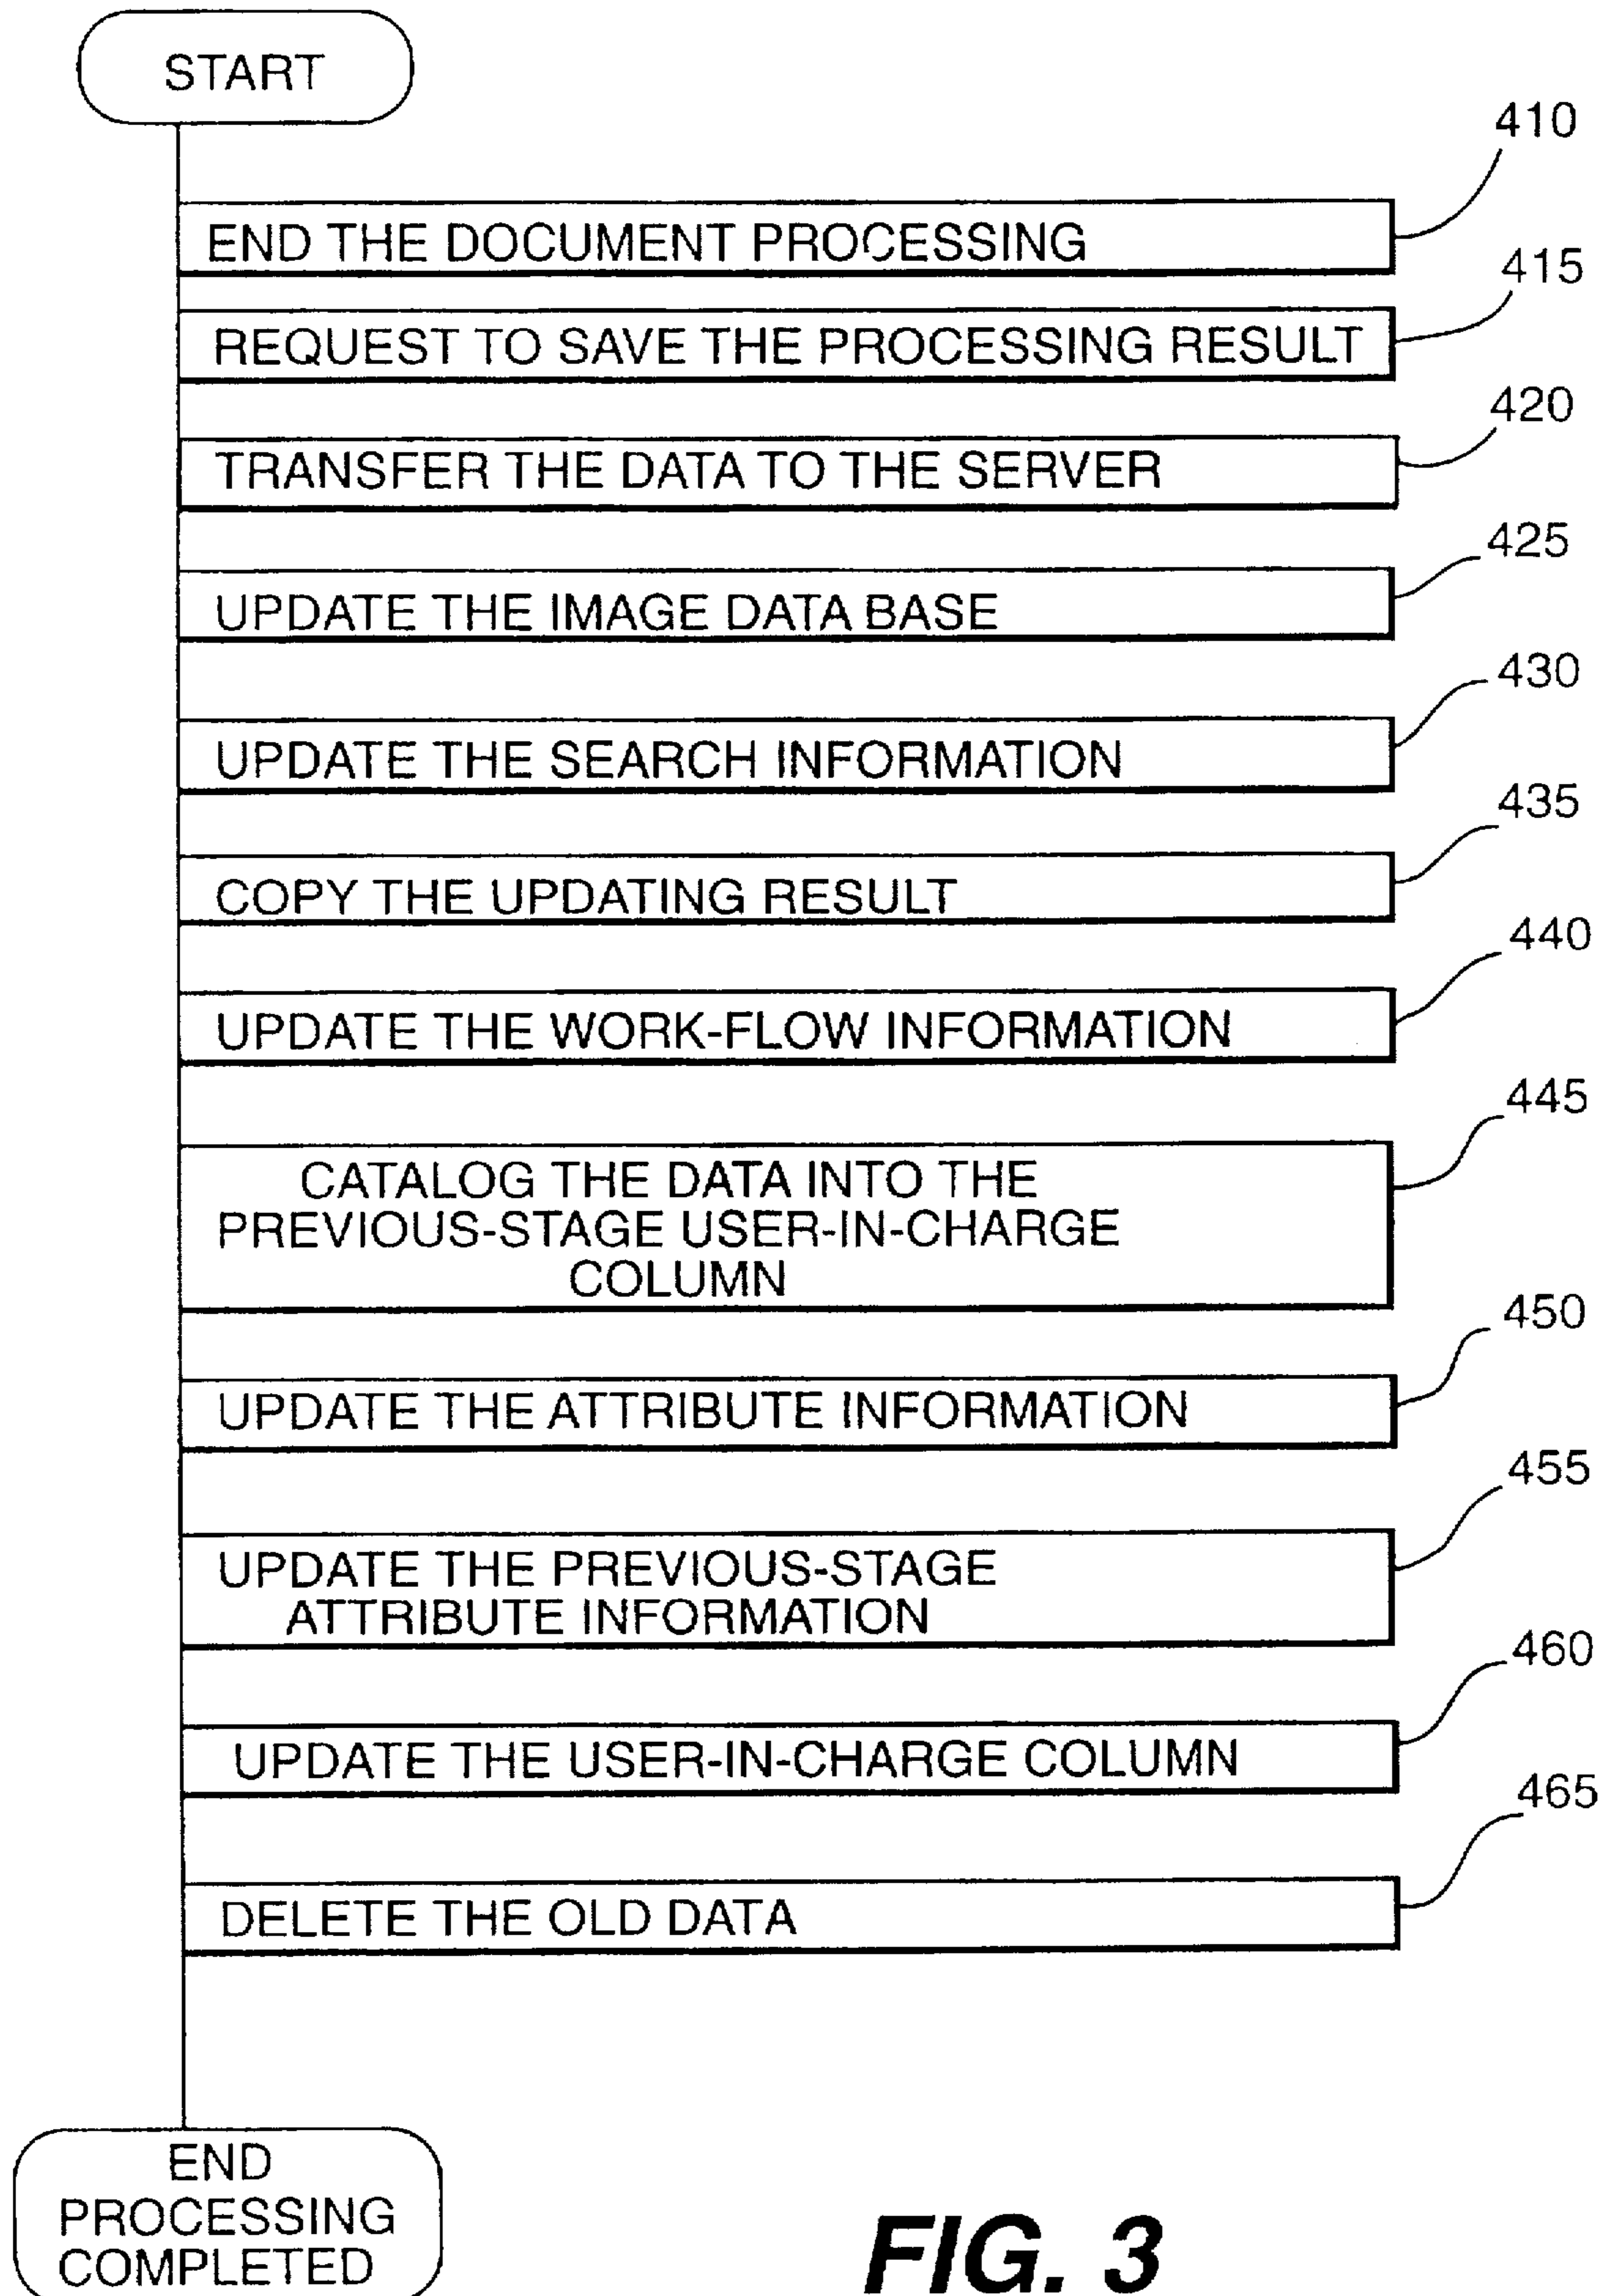 START
410
END THE DOCUMENT PROCESSING
415
REQUEST TO SAVE THE PROCESSING RESULT
420
TRANSFER THE DATA TO THE SERVER
425
UPDATE THE IMAGE DATA BASE
430
UPDATE THE SEARCH INFORMATION
435
COPY THE UPDATING RESULT
440
UPDATE THE WORK-FLOW INFORMATION
445
CATALOG THE DATA INTO THE
PREVIOUS-STAGE USER-IN-CHARGE
COLUMN
450
UPDATE THE ATTRIBUTE INFORMATION
455
UPDATE THE PREVIOUS-STAGE
ATTRIBUTE INFORMATION
460
UPDATE THE USER-IN-CHARGE COLUMN
465
DELETE THE OLD DATA
END
PROCESSING
COMPLETED
FIG. 3